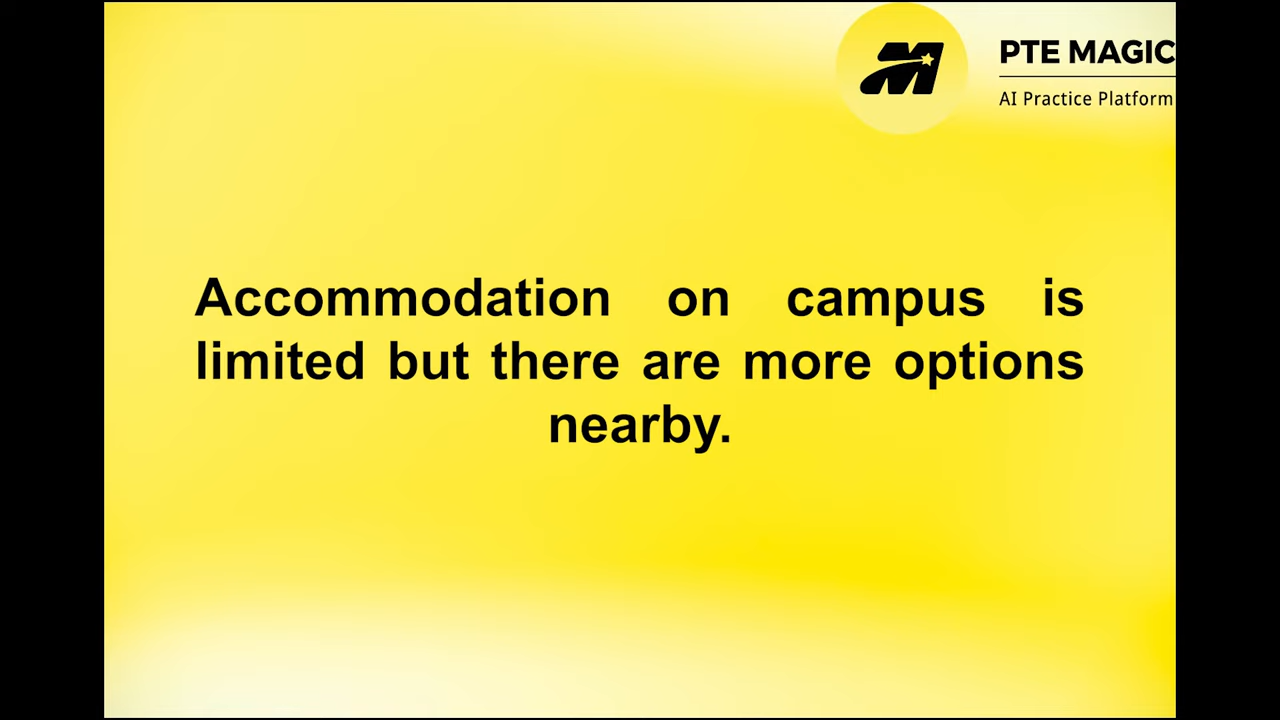 PTE MAGIC
AI Practice Platform
Accommodation on campus is
limited but there are more options
nearby.